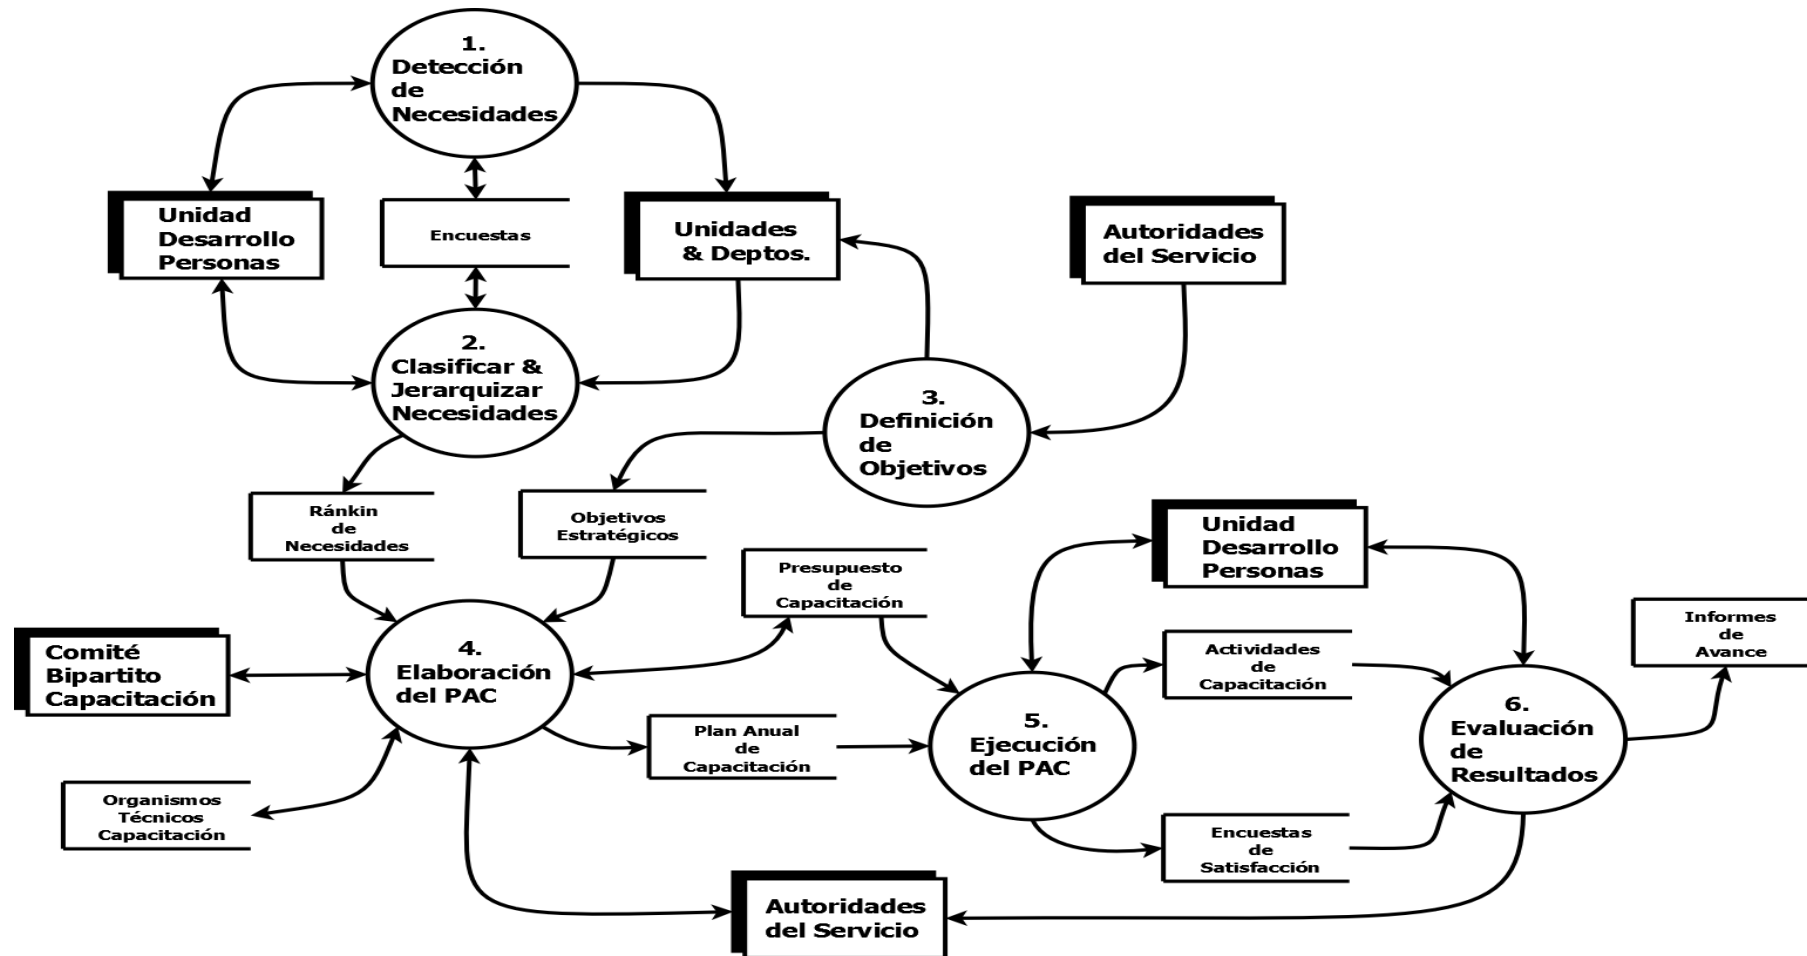 1.
Detección
de
Necesidades
Unidad
Desarrollo
Personas
Encuestas
Unidades
& Deptos.
Autoridades
del Servicio
2.
Clasificar &
Jerarquizar
Necesidades
3.
Definición
de
Objetivos
Ránkin
de
Necesidades
Objetivos
Estratégicos
Presupuesto
de
Capacitación
Unidad
Desarrollo
Personas
Informes
de
Avance
Comité
Bipartito
Capacitación
4.
Elaboración
del PAC
Actividades
de
Capacitación
Plan Anual
de
Capacitación
5.
Ejecución
del PAC
6.
Evaluación
de
Resultados
Organismos
Técnicos
Capacitación
Encuestas
de
Satisfacción
Autoridades
del Servicio